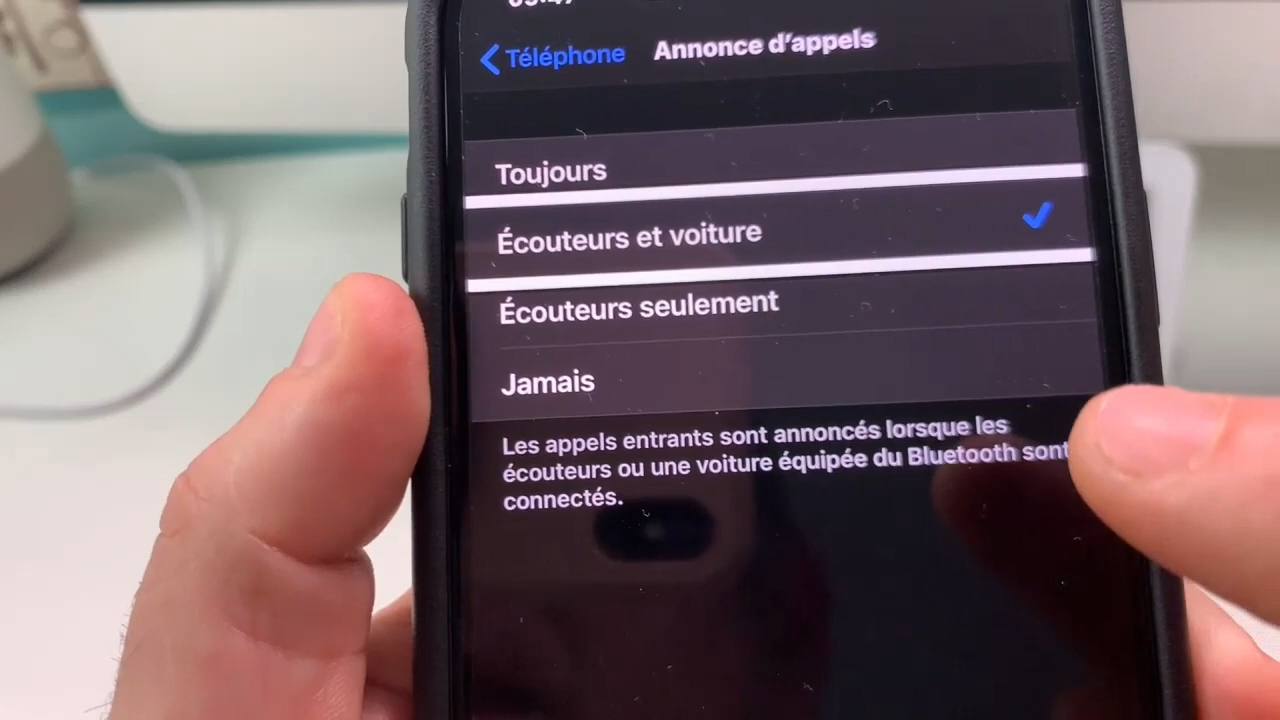 Téléphone Annonce d'appels
Toujours
Écouteurs et voiture
Écouteurs seulement
Jamais
Les appels entrants sont annoncés lorsque les
écouteurs ou une voiture équipée du Bluetooth sont
connectés.